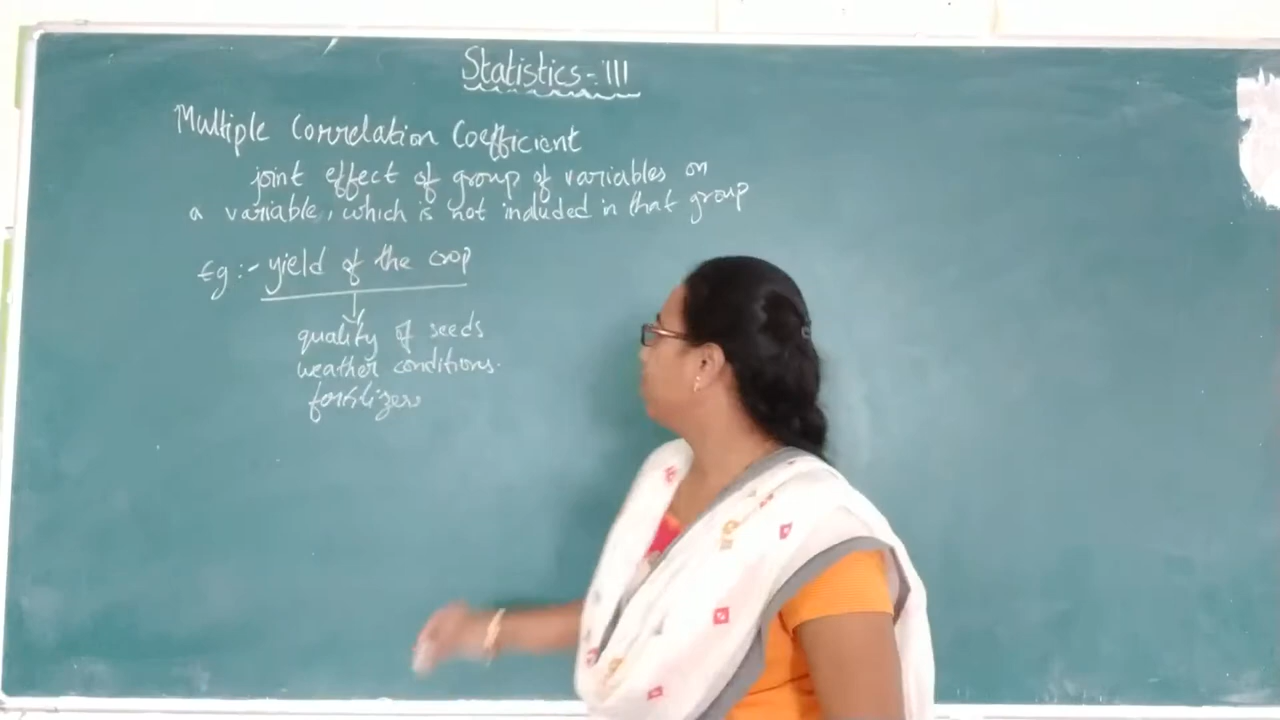 Statistics-III
Multiple Correlation Coefficient
joint effect of group of variables on
a variable, which is not included in that group
Eg:- yield of the crop
quality of seeds
weather conditions.
fertilizers